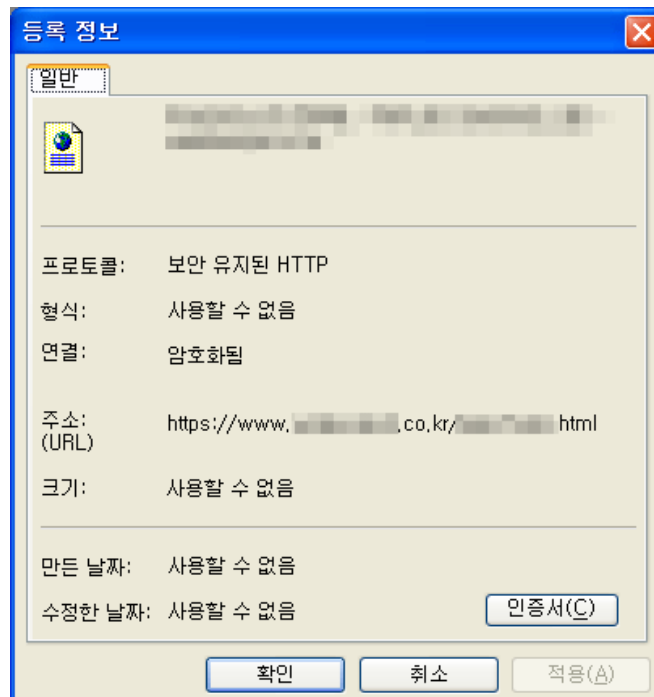 등록 정보
일반
프로토콜: 보안 유지된 HTTP
형식: 사용할 수 없음
연결: 암호화됨
주소: https://www. .co.kr/ html
(URL)
크기: 사용할 수 없음
만든 날짜: 사용할 수 없음
수정한 날짜: 사용할 수 없음
인증서(C)
확인 취소 적용(A)